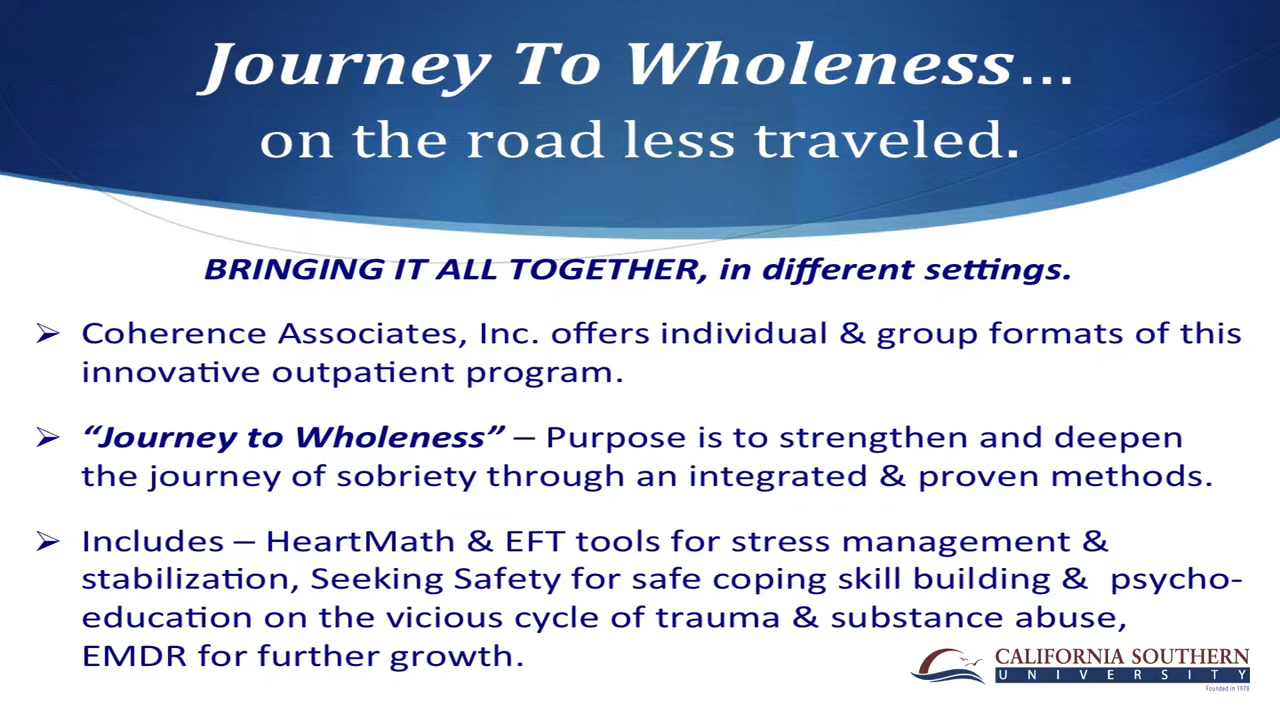 Journey To Wholeness...
on the road less traveled.
BRINGING IT ALL TOGETHER, in different settings.
➢ Coherence Associates, Inc. offers individual & group formats of this
innovative outpatient program.
➢ “Journey to Wholeness” – Purpose is to strengthen and deepen
the journey of sobriety through an integrated & proven methods.
➢ Includes – HeartMath & EFT tools for stress management &
stabilization, Seeking Safety for safe coping skill building & psycho-
education on the vicious cycle of trauma & substance abuse,
EMDR for further growth.
CALIFORNIA SOUTHERN
UNIVERSITY
Founded in 1978